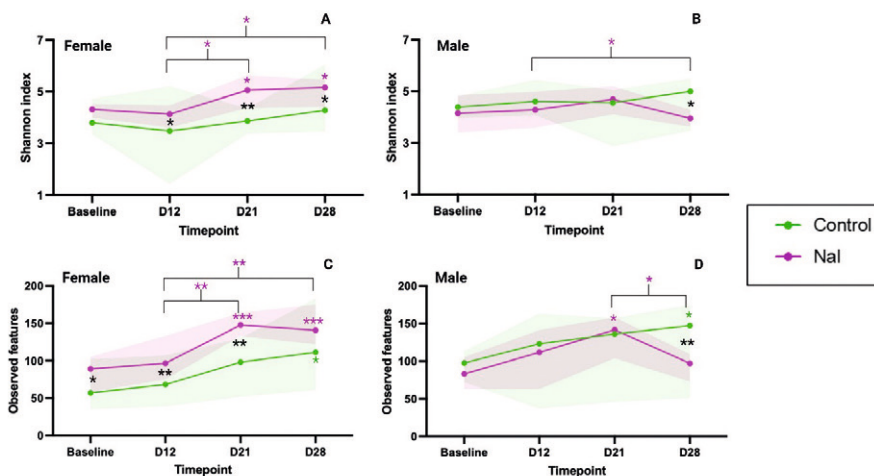 A
Female
*
*
*
*
*
**
*
Shannon index
7
5
3
1
Baseline D12 D21 D28
Timepoint
B
Male
*
*
Shannon index
7
5
3
1
Baseline D12 D21 D28
Timepoint
Control
NaI
C
Female
**
**
***
***
*
**
**
*
Observed features
200
150
100
50
0
Baseline D12 D21 D28
Timepoint
D
Male
*
*
*
**
Observed features
200
150
100
50
0
Baseline D12 D21 D28
Timepoint